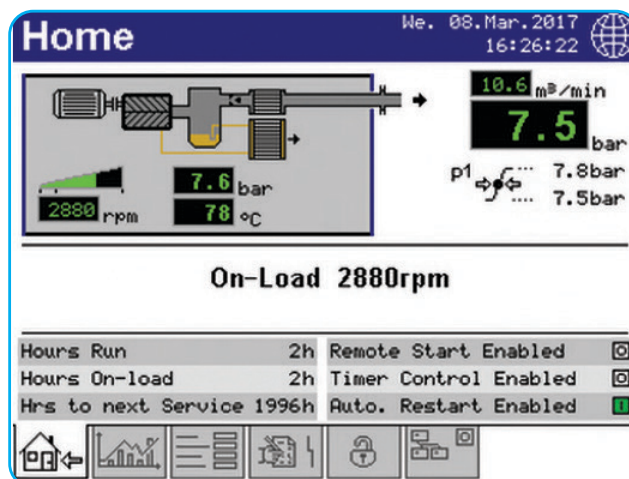 Home
We. 08.Mar.2017
16:26:22
10.6 m³/min
7.5 bar
p1
7.8bar
7.5bar
7.6 bar
78 °C
2880 rpm
On-Load 2880rpm
Hours Run 2h
Remote Start Enabled
Hours On-load 2h
Timer Control Enabled
Hrs to next Service 1996h
Auto. Restart Enabled